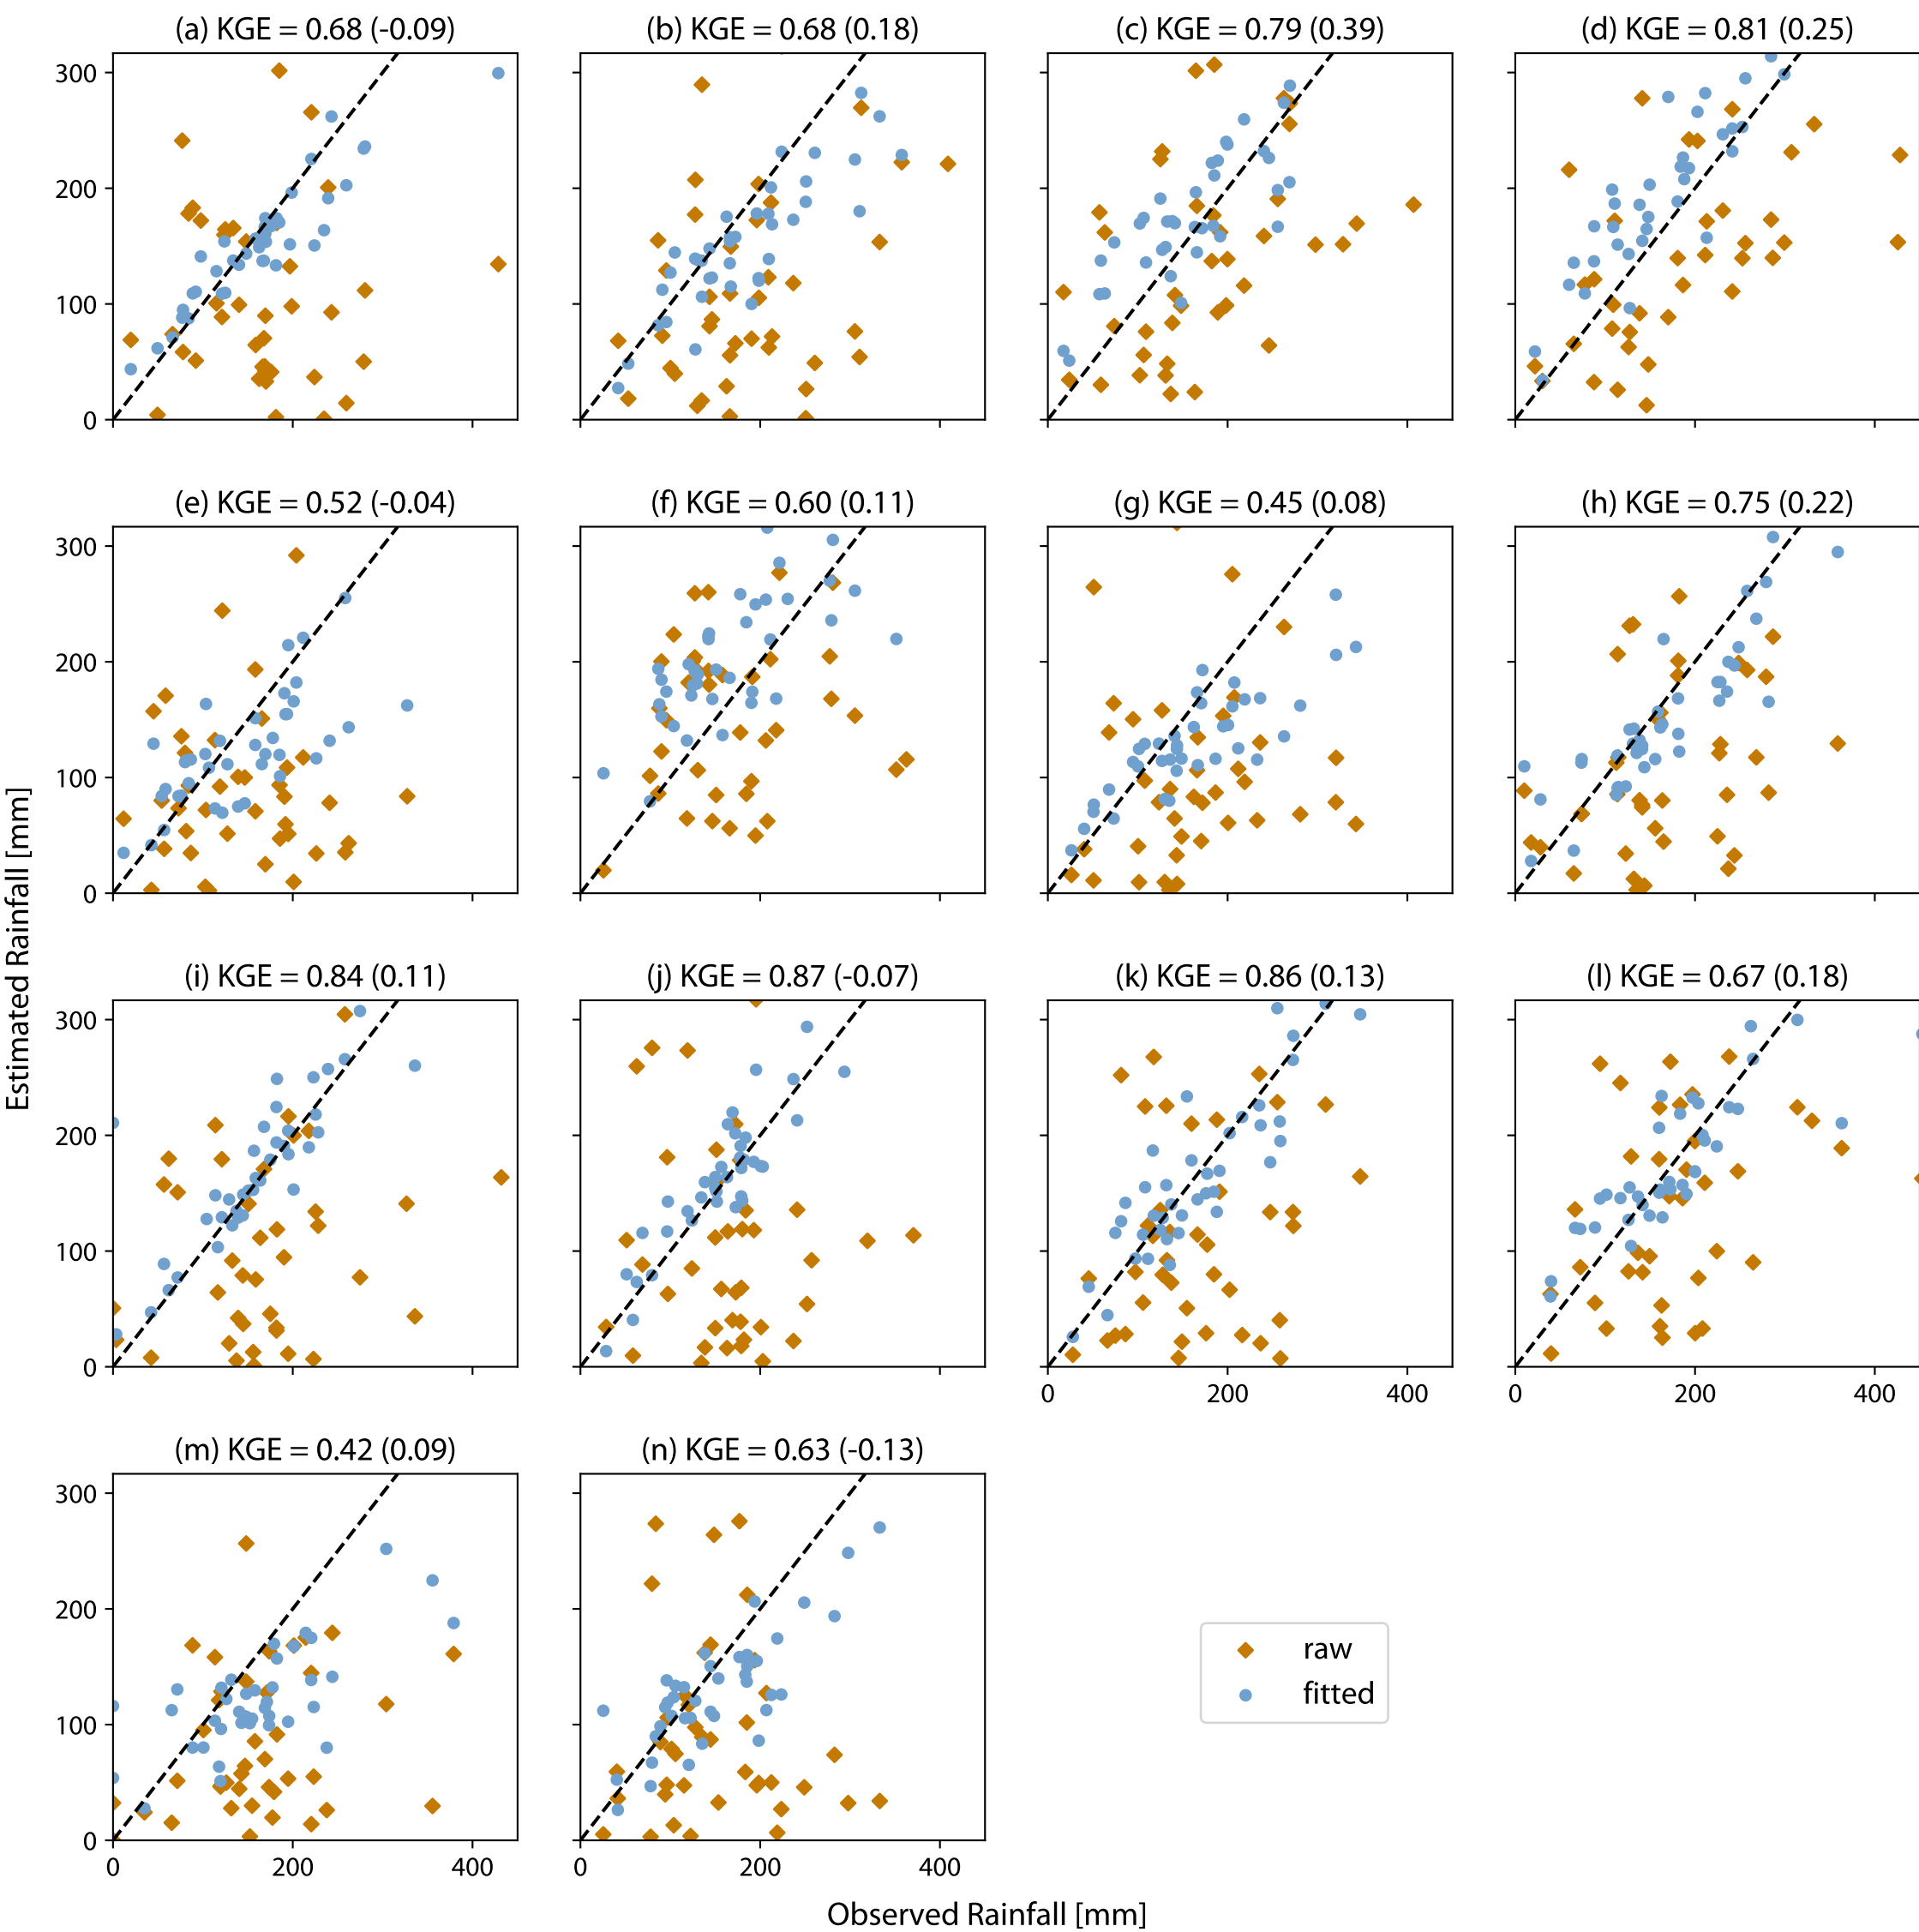 (a) KGE = 0.68 (-0.09)
(b) KGE = 0.68 (0.18)
(c) KGE = 0.79 (0.39)
(d) KGE = 0.81 (0.25)
300
200
100
0
(e) KGE = 0.52 (-0.04)
(f) KGE = 0.60 (0.11)
(g) KGE = 0.45 (0.08)
(h) KGE = 0.75 (0.22)
300
200
100
0
Estimated Rainfall [mm]
(i) KGE = 0.84 (0.11)
(j) KGE = 0.87 (-0.07)
(k) KGE = 0.86 (0.13)
(l) KGE = 0.67 (0.18)
300
200
100
0
0 200 400
0 200 400
(m) KGE = 0.42 (0.09)
(n) KGE = 0.63 (-0.13)
300
200
100
0
0 200 400
0 200 400
raw
fitted
Observed Rainfall [mm]